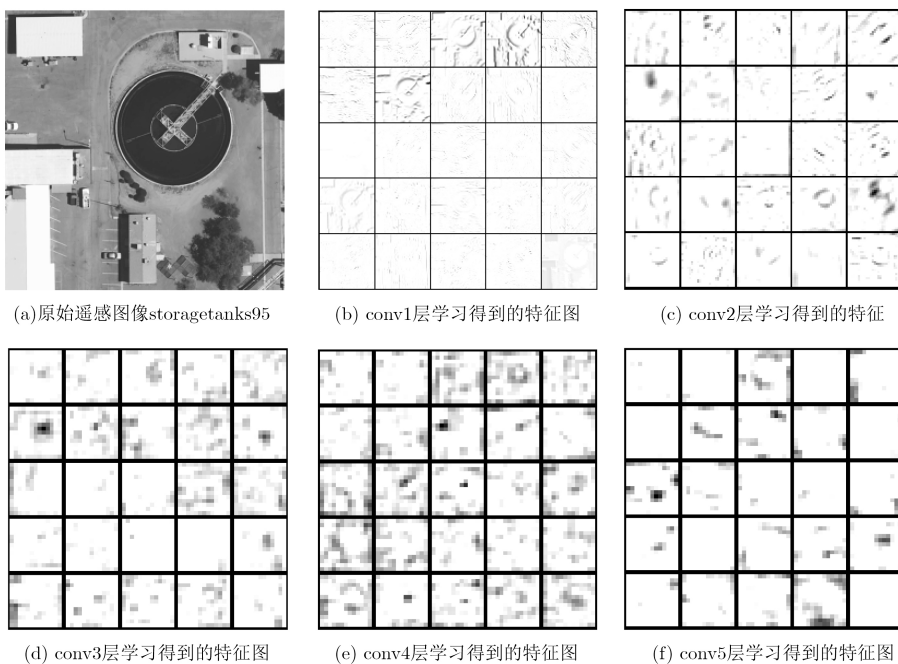 (a)原始遥感图像storagetanks95
(b) conv1层学习得到的特征图
(c) conv2层学习得到的特征
(d) conv3层学习得到的特征图
(e) conv4层学习得到的特征图
(f) conv5层学习得到的特征图